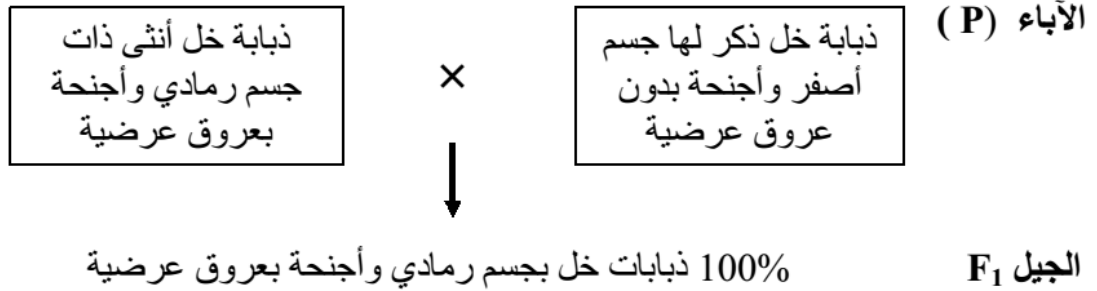 الآباء (P )
ذبابة خل ذكر لها جسم
أصفر وأجنحة بدون
عروق عرضية
×
ذبابة خل أنثى ذات
جسم رمادي وأجنحة
بعروق عرضية
الجيل F₁ 100% ذبابات خل بجسم رمادي وأجنحة بعروق عرضية